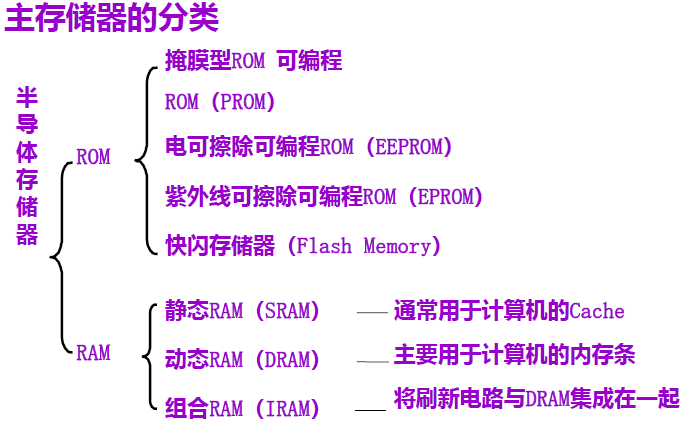 主存储器的分类
半导体存储器
ROM
掩膜型ROM 可编程
ROM（PROM）
电可擦除可编程ROM（EEPROM）
紫外线可擦除可编程ROM（EPROM）
快闪存储器（Flash Memory）
RAM
静态RAM（SRAM） 通常用于计算机的Cache
动态RAM（DRAM） 主要用于计算机的内存条
组合RAM（IRAM） 将刷新电路与DRAM集成在一起